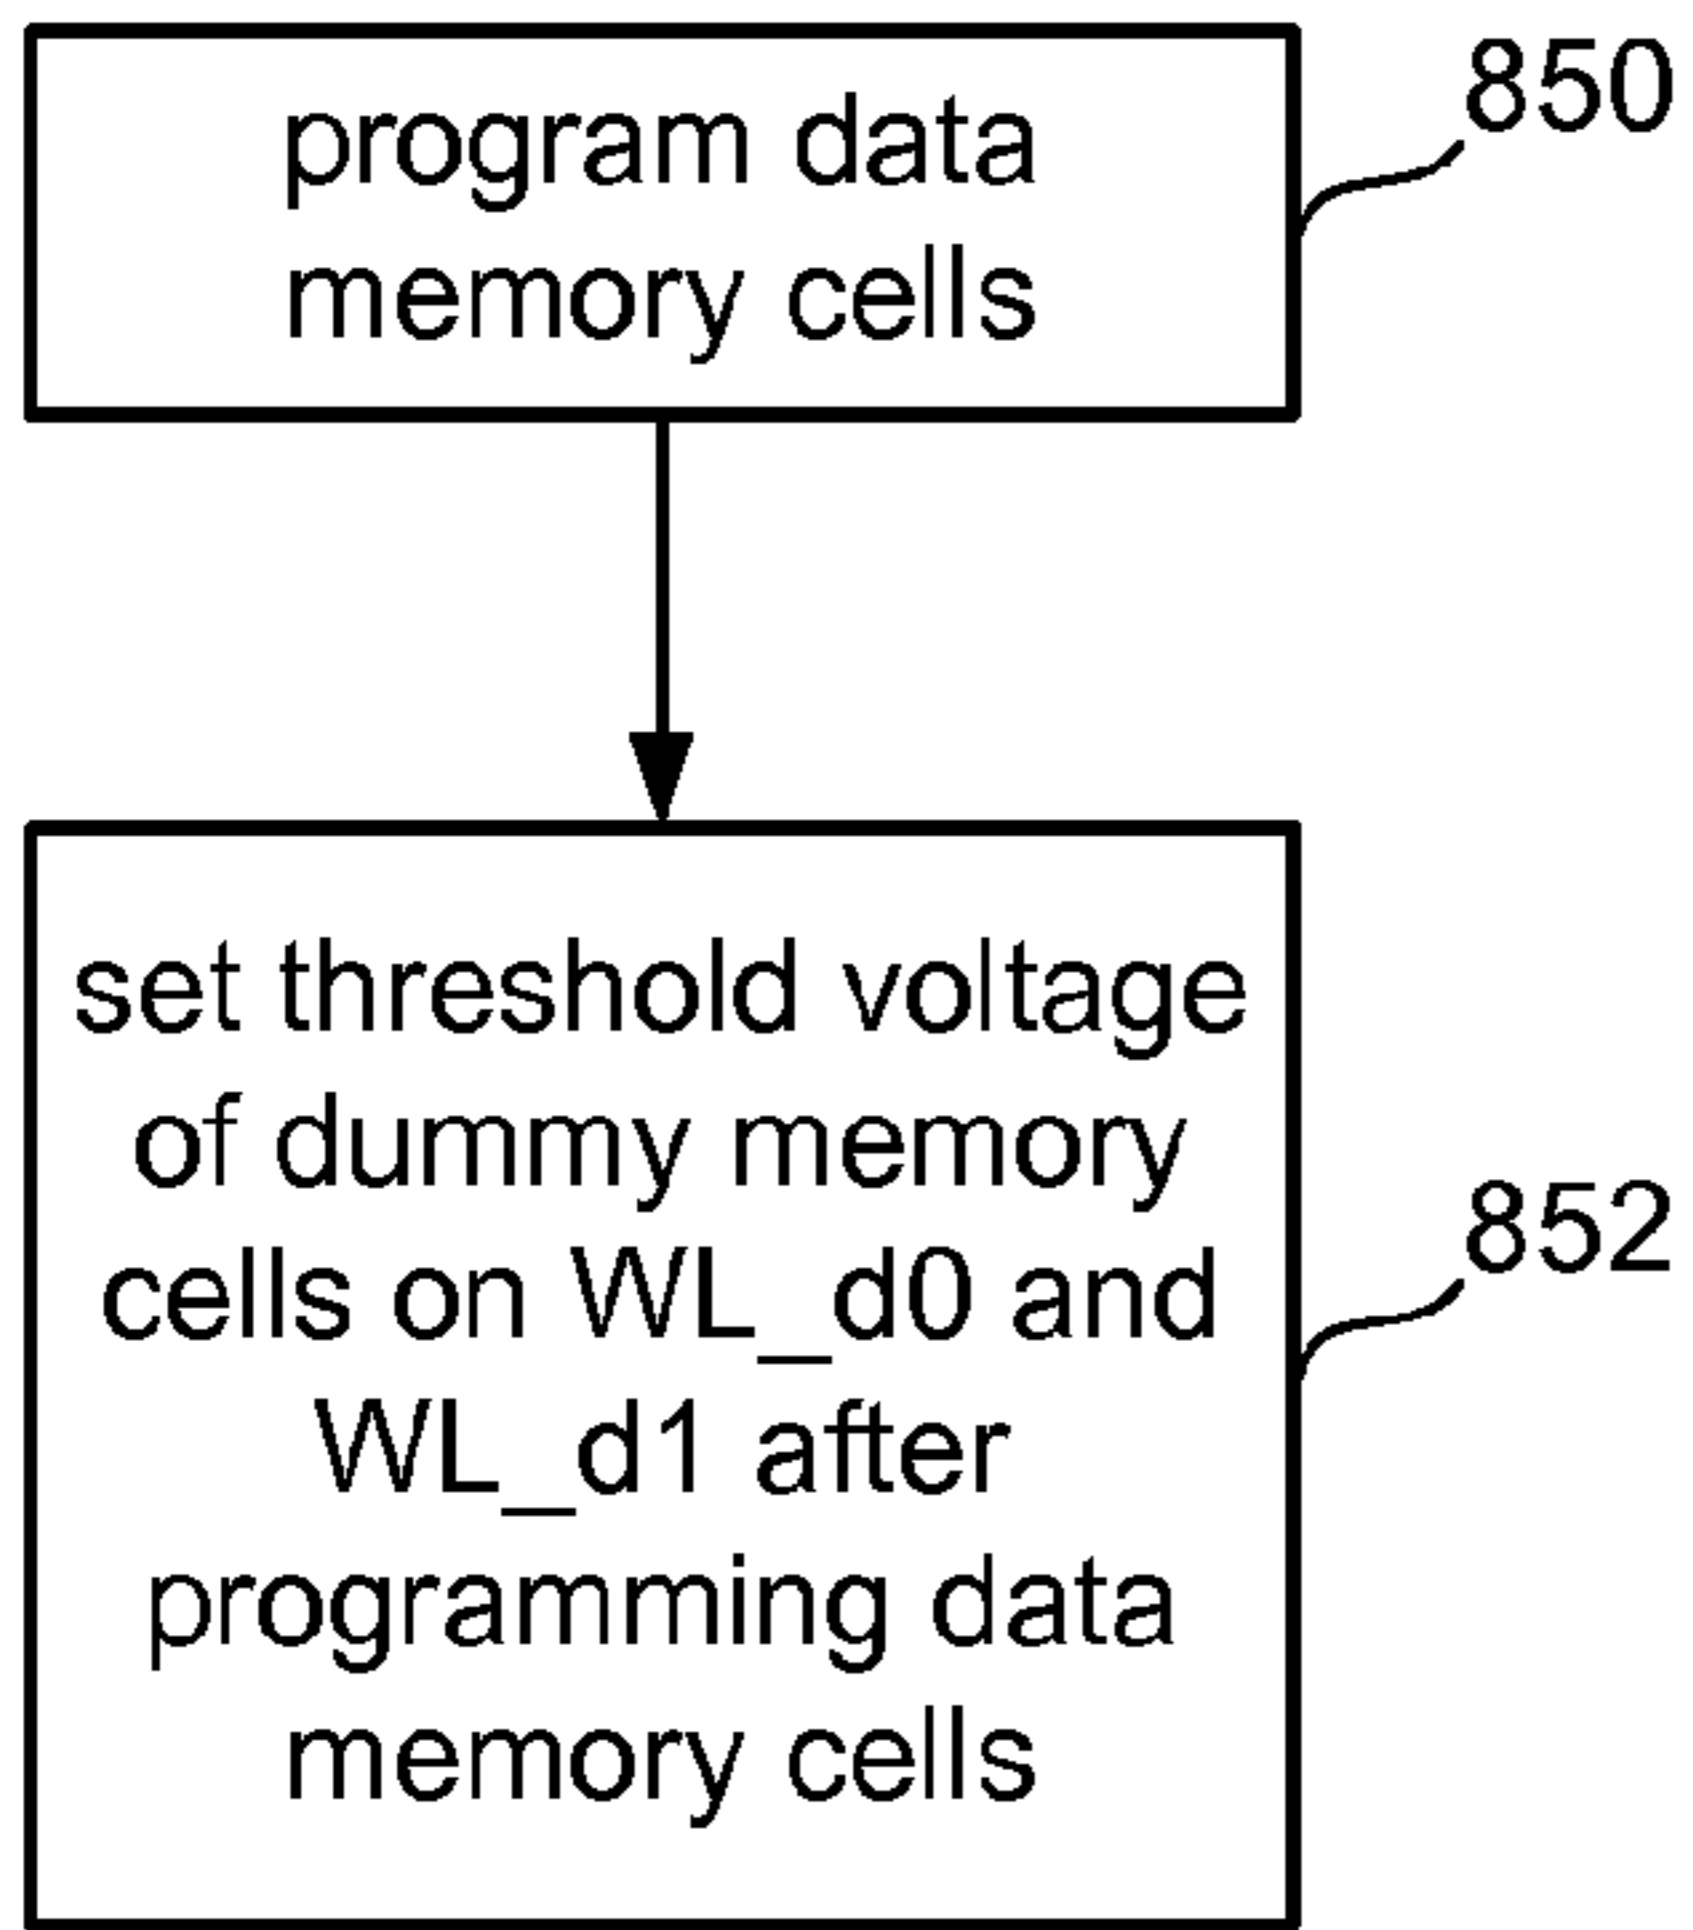 program data
memory cells
850
set threshold voltage
of dummy memory
cells on WL_d0 and
WL_d1 after
programming data
memory cells
852